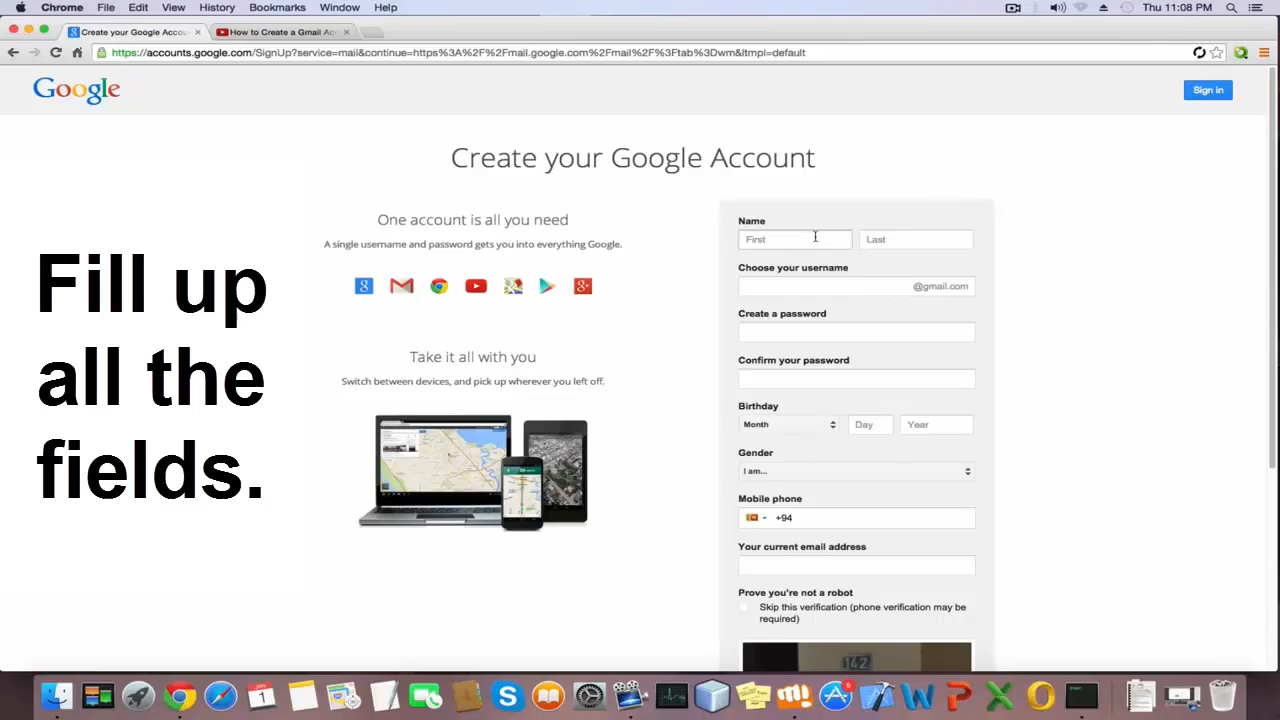 Chrome File Edit View History Bookmarks Window Help Thu 11:08 PM
Create your Google Accou How to Create a Gmail Acc
https://accounts.google.com/SignUp?service=mail&continue=https%3A%2F%2Fmail.google.com%2Fmail%2F%3Ftab%3Dwm&ltmpl=default
Google Sign in
Create your Google Account
One account is all you need
A single username and password gets you into everything Google.
Take it all with you
Switch between devices, and pick up wherever you left off.
Fill up
all the
fields.
Name
First Last
Choose your username
@gmail.com
Create a password
Confirm your password
Birthday
Month Day Year
Gender
I am...
Mobile phone
+94
Your current email address
Prove you're not a robot
Skip this verification (phone verification may be
required)
142